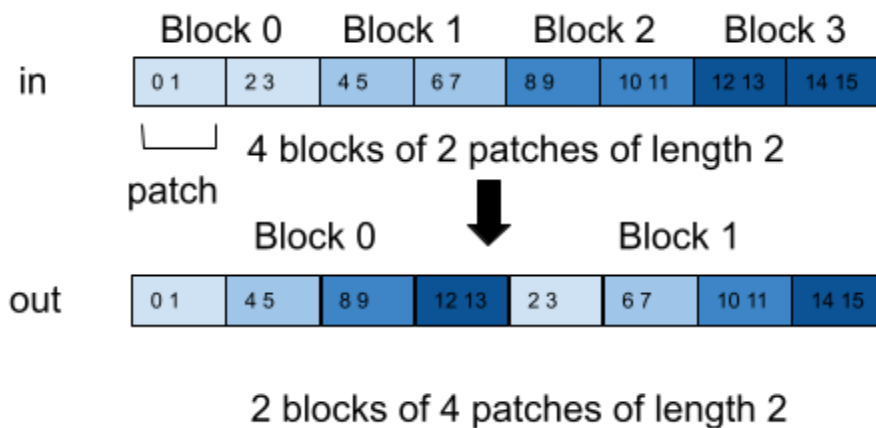 Block 0 Block 1 Block 2 Block 3
in 0 1 2 3 4 5 6 7 8 9 10 11 12 13 14 15
4 blocks of 2 patches of length 2
patch
Block 0 Block 1
out 0 1 4 5 8 9 12 13 2 3 6 7 10 11 14 15
2 blocks of 4 patches of length 2